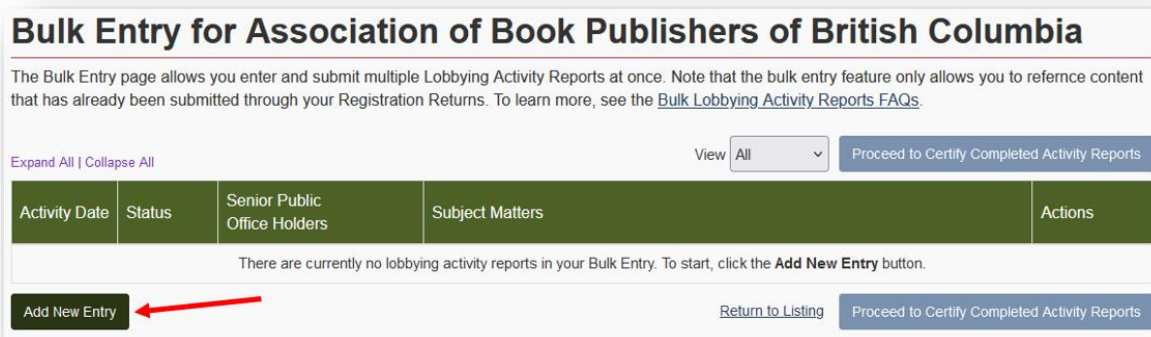 Bulk Entry for Association of Book Publishers of British Columbia
The Bulk Entry page allows you enter and submit multiple Lobbying Activity Reports at once. Note that the bulk entry feature only allows you to refernce content
that has already been submitted through your Registration Returns. To learn more, see the Bulk Lobbying Activity Reports FAQs.
Expand All | Collapse All
View All
Proceed to Certify Completed Activity Reports
Activity Date
Status
Senior Public
Office Holders
Subject Matters
Actions
There are currently no lobbying activity reports in your Bulk Entry. To start, click the Add New Entry button.
Add New Entry
Return to Listing
Proceed to Certify Completed Activity Reports